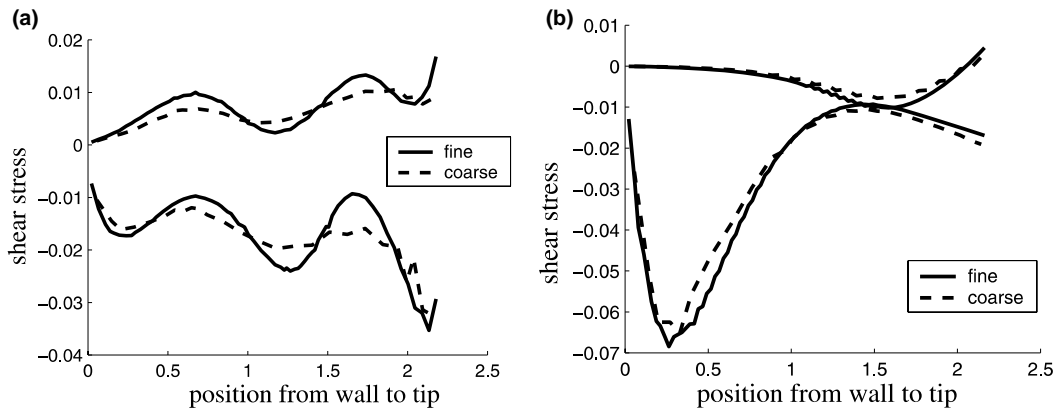 (a)
0.02
0.01
0
−0.01
−0.02
−0.03
−0.04
shear stress
fine
coarse
0 0.5 1 1.5 2 2.5
position from wall to tip
(b)
0.01
0
−0.01
−0.02
−0.03
−0.04
−0.05
−0.06
−0.07
shear stress
fine
coarse
0 0.5 1 1.5 2 2.5
position from wall to tip